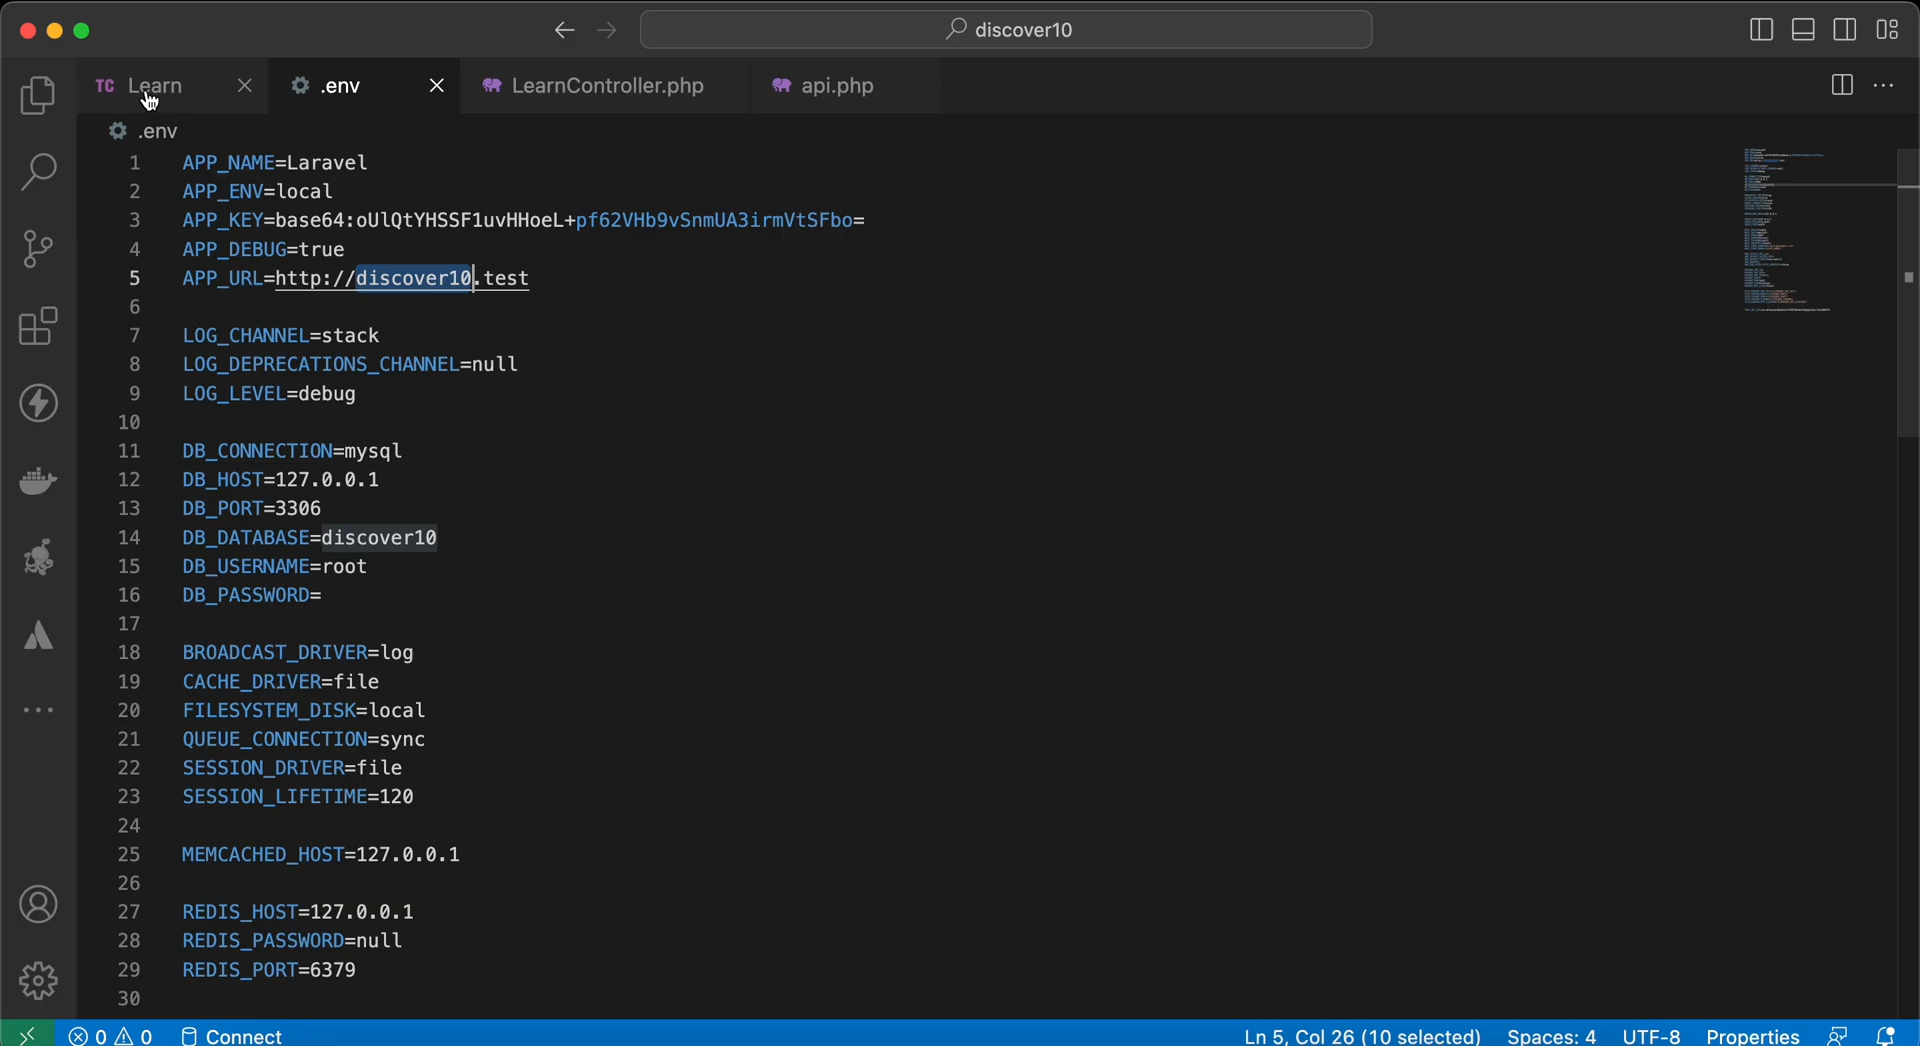 discover10
TC Learn
.env
LearnController.php
api.php
.env
1 APP_NAME=Laravel
2 APP_ENV=local
3 APP_KEY=base64:oUlQtYHSSF1uvHHoeL+pf62VHb9vSnmUA3irmVtSFbo=
4 APP_DEBUG=true
5 APP_URL=http://discover10.test
6
7 LOG_CHANNEL=stack
8 LOG_DEPRECATIONS_CHANNEL=null
9 LOG_LEVEL=debug
10
11 DB_CONNECTION=mysql
12 DB_HOST=127.0.0.1
13 DB_PORT=3306
14 DB_DATABASE=discover10
15 DB_USERNAME=root
16 DB_PASSWORD=
17
18 BROADCAST_DRIVER=log
19 CACHE_DRIVER=file
20 FILESYSTEM_DISK=local
21 QUEUE_CONNECTION=sync
22 SESSION_DRIVER=file
23 SESSION_LIFETIME=120
24
25 MEMCACHED_HOST=127.0.0.1
26
27 REDIS_HOST=127.0.0.1
28 REDIS_PASSWORD=null
29 REDIS_PORT=6379
30
0 0 Connect Ln 5, Col 26 (10 selected) Spaces: 4 UTF-8 Properties